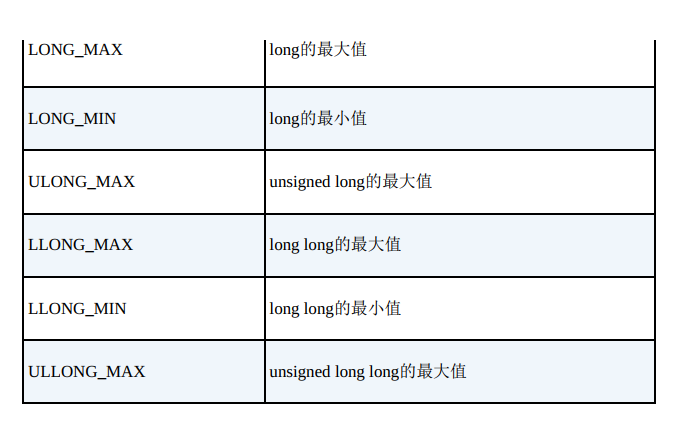 LONG_MAX long的最大值
LONG_MIN long的最小值
ULONG_MAX unsigned long的最大值
LLONG_MAX long long的最大值
LLONG_MIN long long的最小值
ULLONG_MAX unsigned long long的最大值